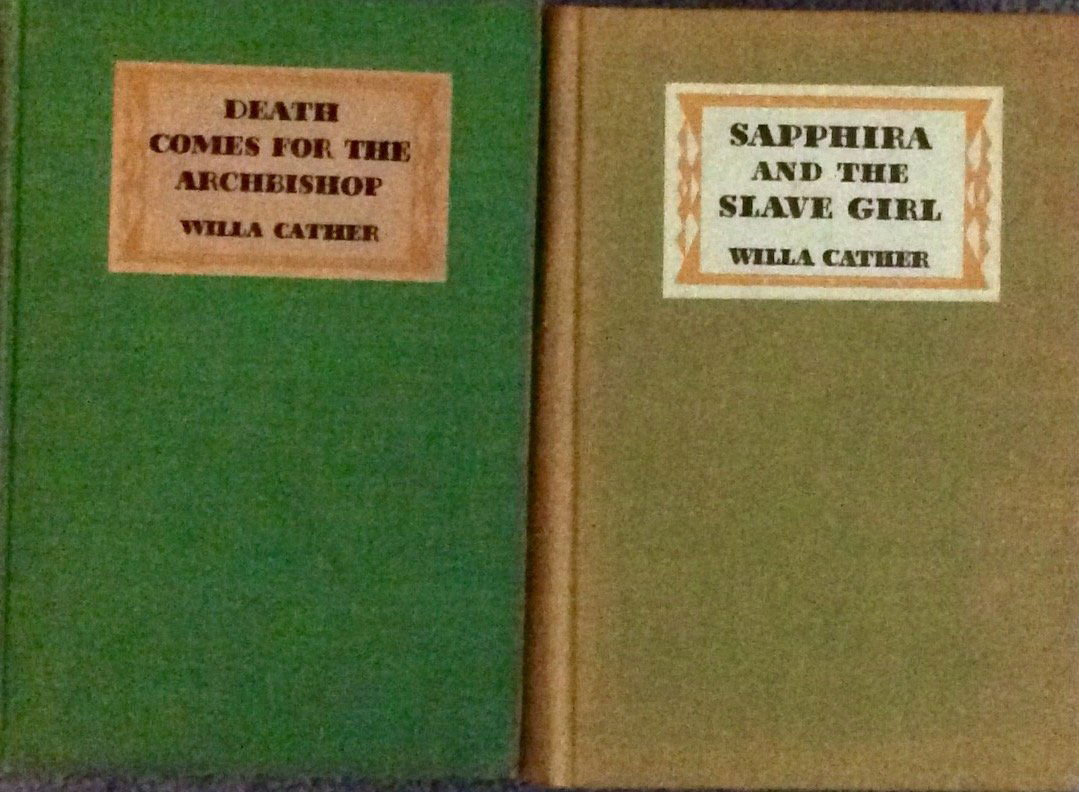 DEATH
COMES FOR THE
ARCHBISHOP
WILLA CATHER
SAPPHIRA
AND THE
SLAVE GIRL
WILLA CATHER